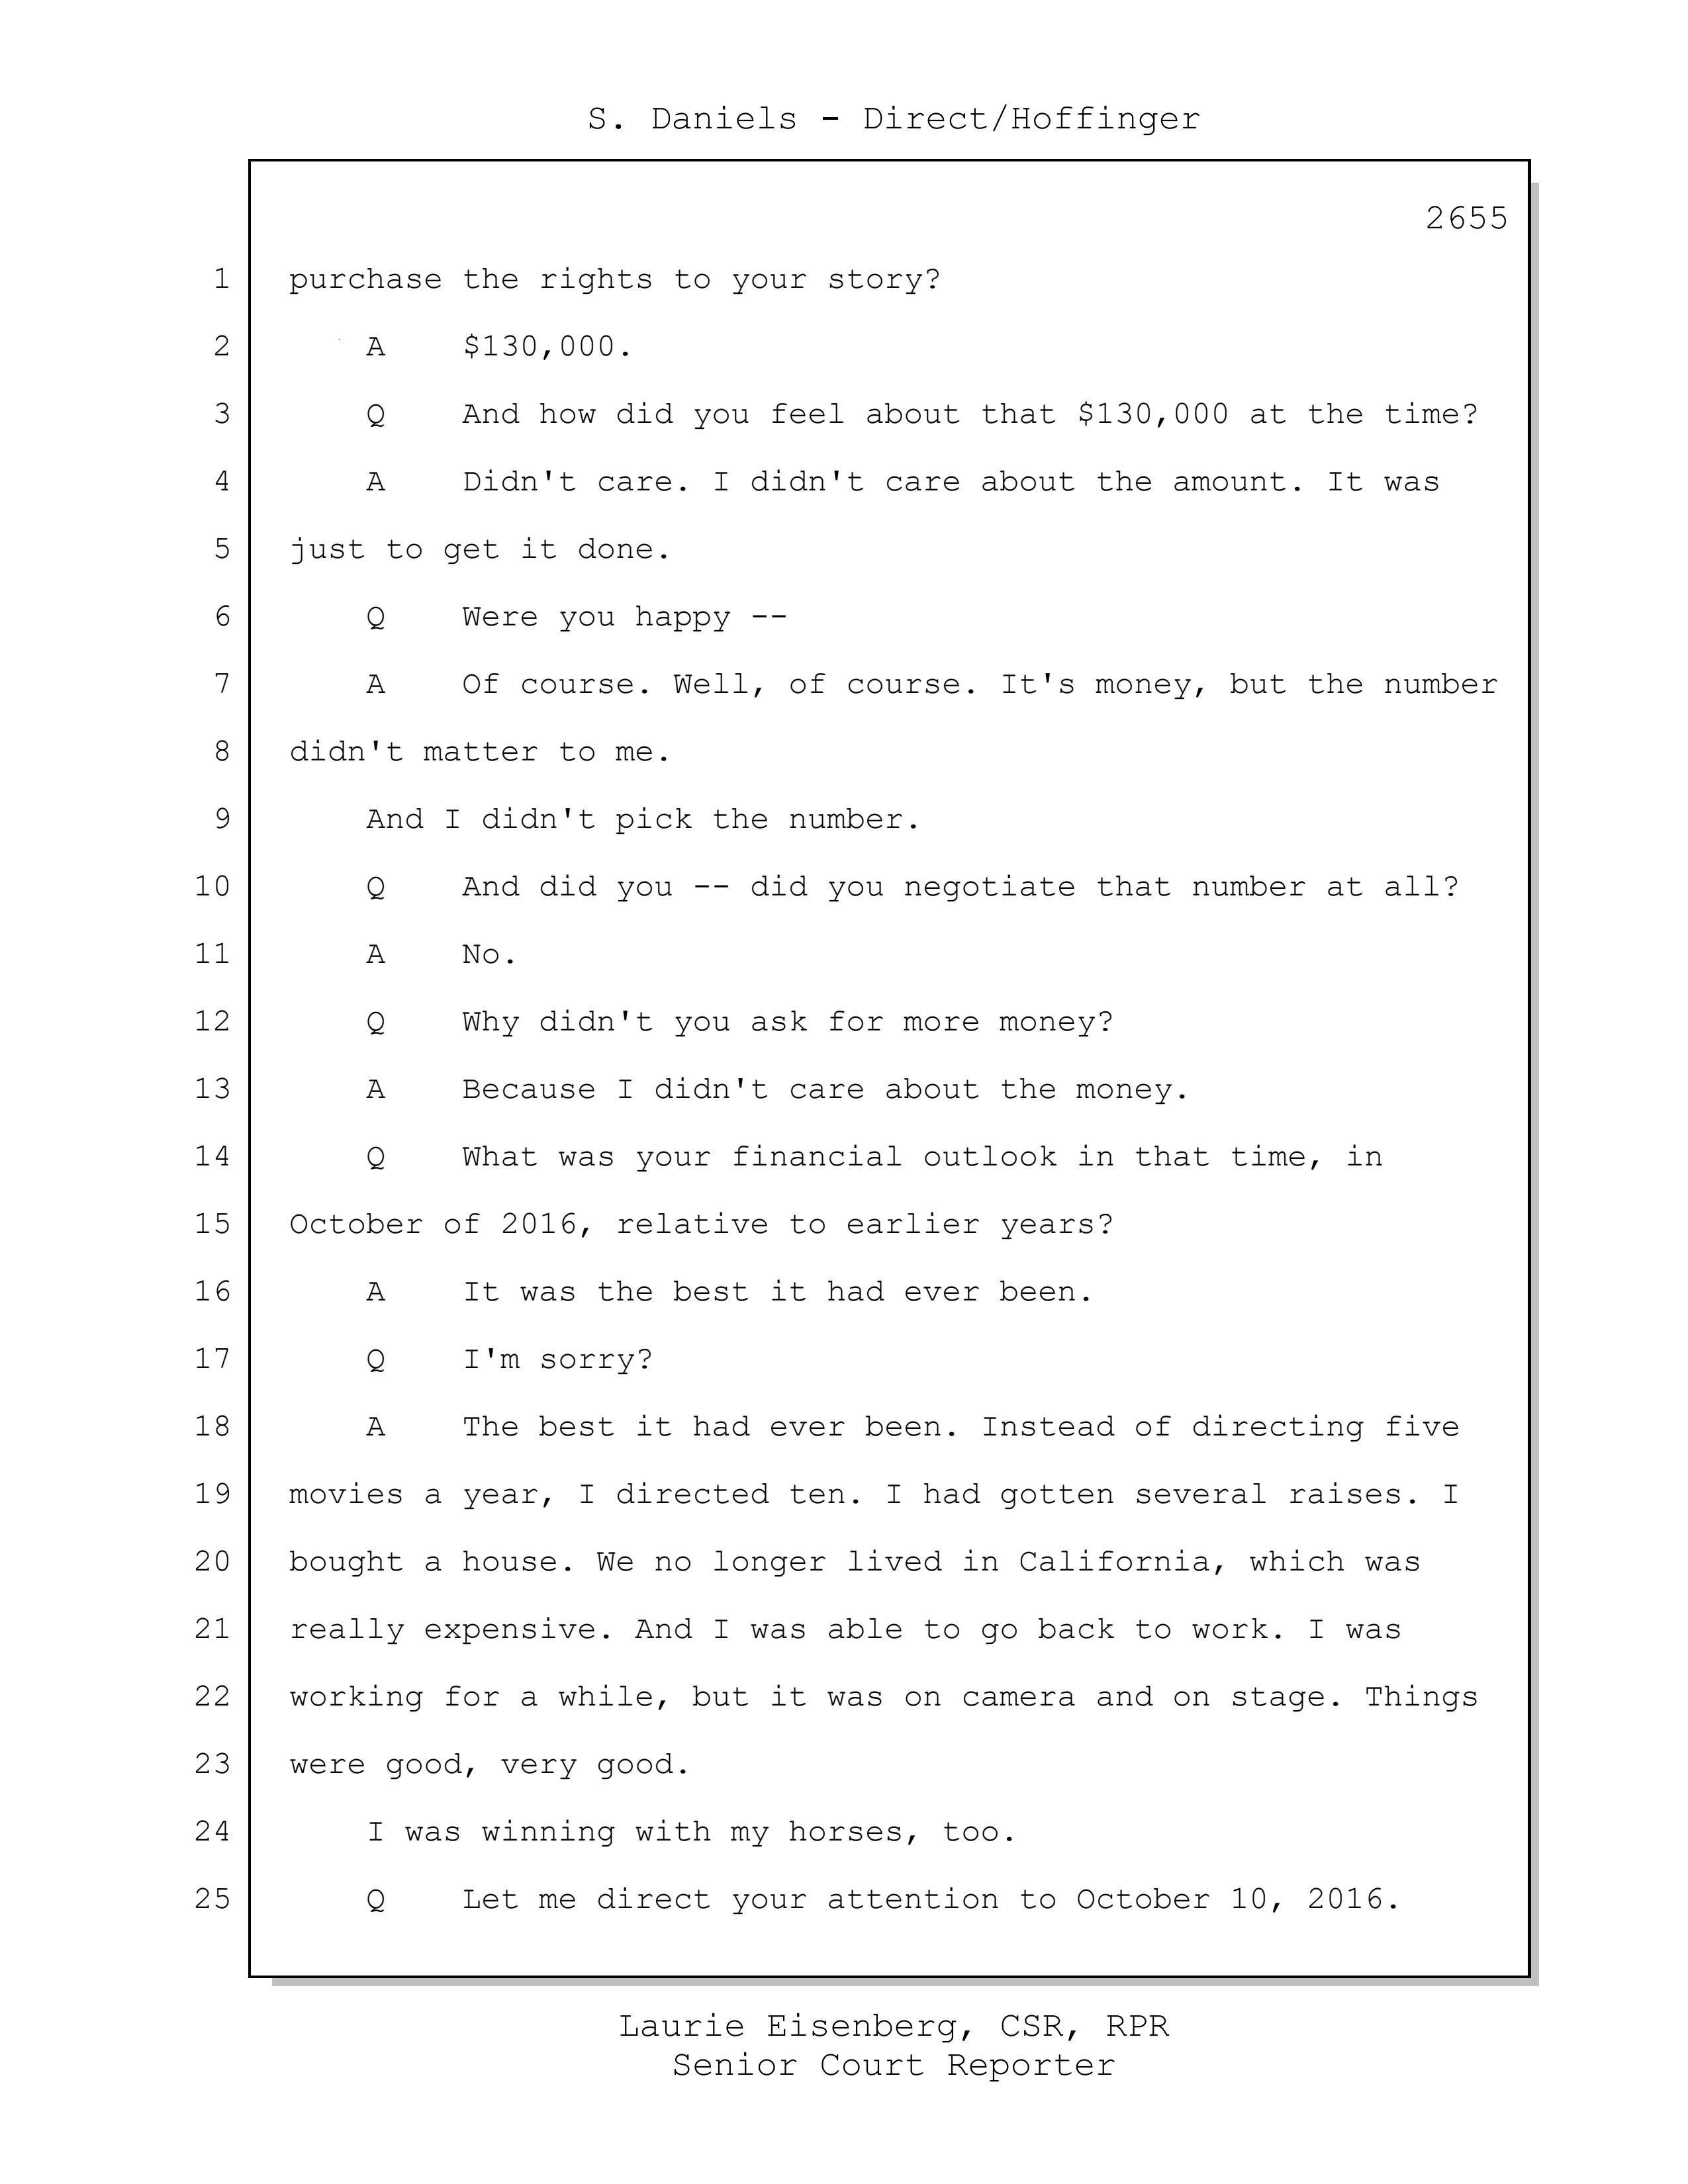 S. Daniels - Direct/Hoffinger
2655
1 purchase the rights to your story?
2 A $130,000.
3 Q And how did you feel about that $130,000 at the time?
4 A Didn't care. I didn't care about the amount. It was
5 just to get it done.
6 Q Were you happy --
7 A Of course. Well, of course. It's money, but the number
8 didn't matter to me.
9 And I didn't pick the number.
10 Q And did you -- did you negotiate that number at all?
11 A No.
12 Q Why didn't you ask for more money?
13 A Because I didn't care about the money.
14 Q What was your financial outlook in that time, in
15 October of 2016, relative to earlier years?
16 A It was the best it had ever been.
17 Q I'm sorry?
18 A The best it had ever been. Instead of directing five
19 movies a year, I directed ten. I had gotten several raises. I
20 bought a house. We no longer lived in California, which was
21 really expensive. And I was able to go back to work. I was
22 working for a while, but it was on camera and on stage. Things
23 were good, very good.
24 I was winning with my horses, too.
25 Q Let me direct your attention to October 10, 2016.
Laurie Eisenberg, CSR, RPR
Senior Court Reporter